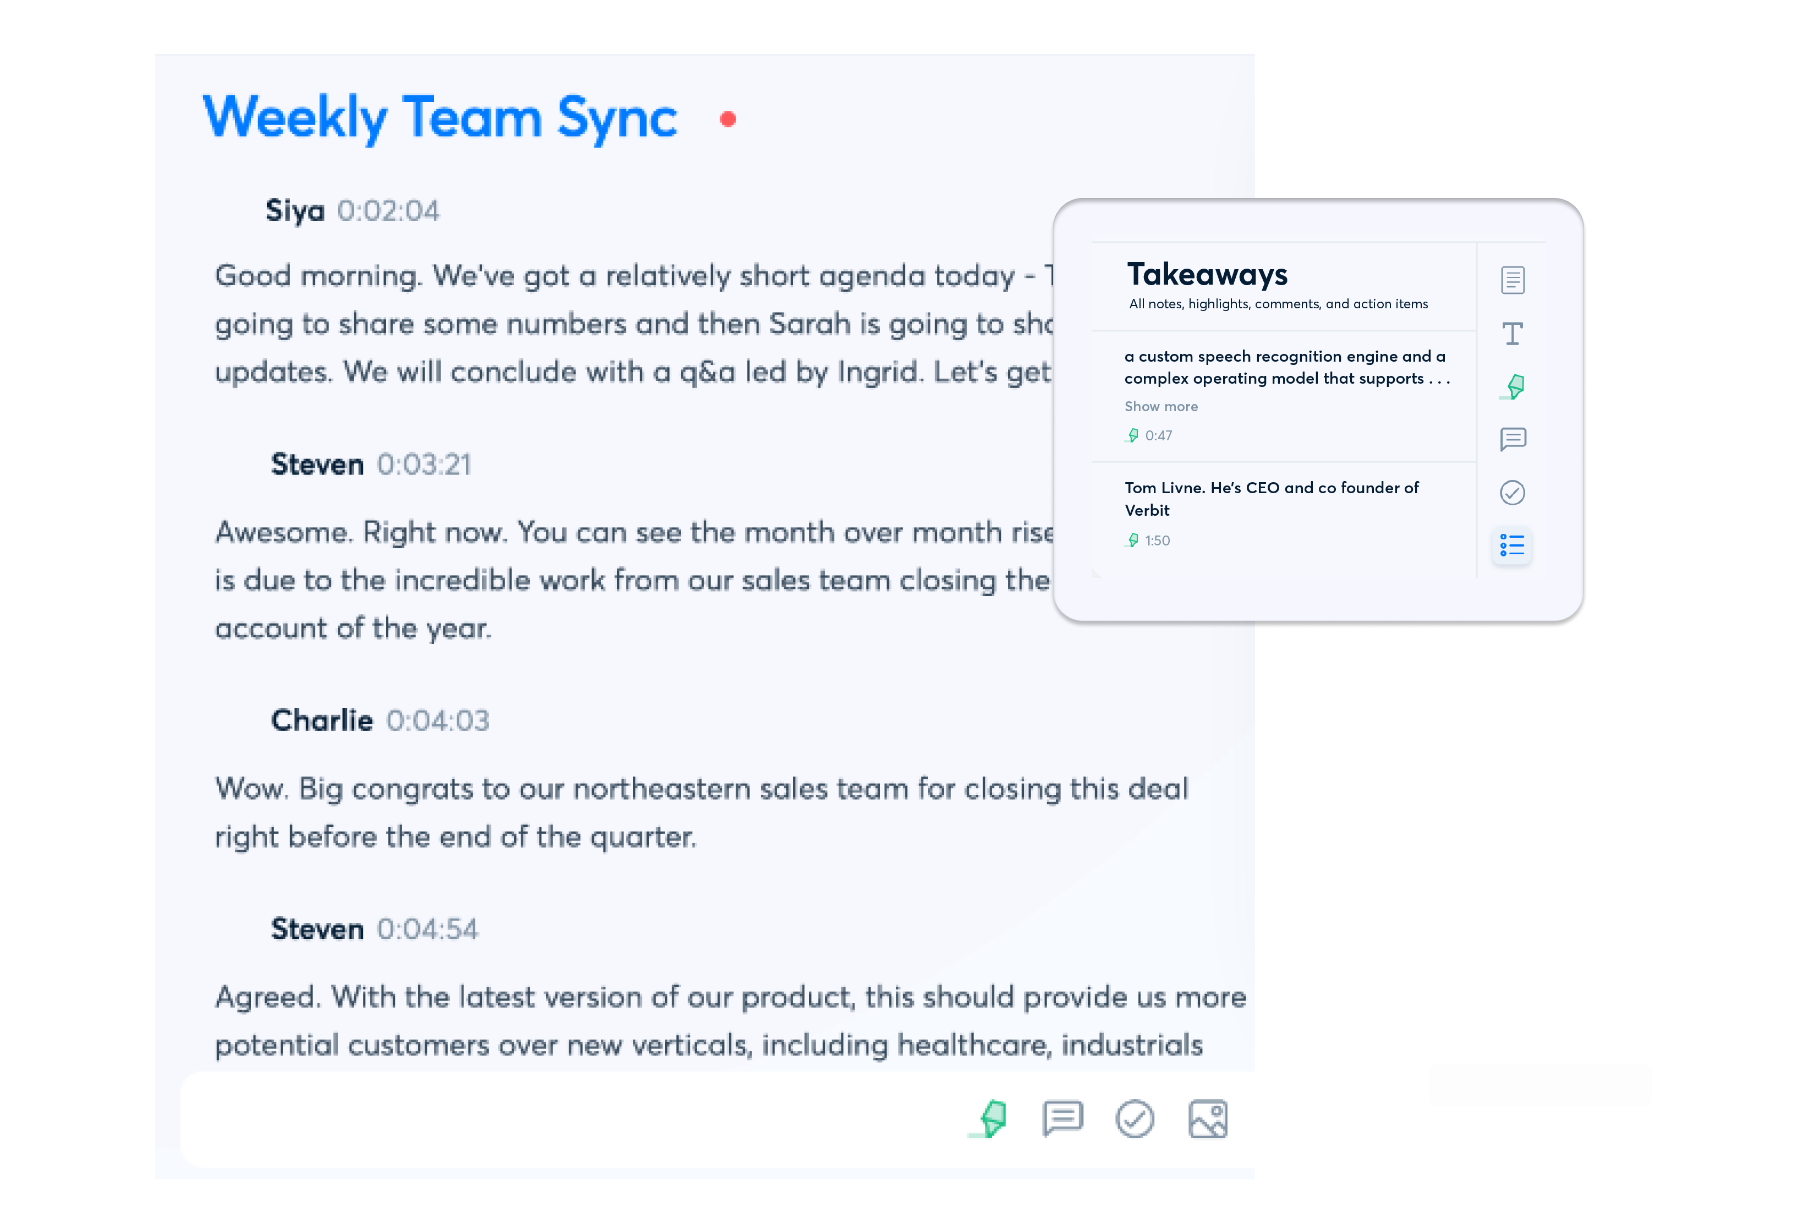 Weekly Team Sync
Siya 0:02:04
Good morning. We've got a relatively short agenda today -
going to share some numbers and then Sarah is going to
updates. We will conclude with a q&a led by Ingrid. Let's get
Steven 0:03:21
Awesome. Right now. You can see the month over month rise
is due to the incredible work from our sales team closing the
account of the year.
Charlie 0:04:03
Wow. Big congrats to our northeastern sales team for closing this deal
right before the end of the quarter.
Steven 0:04:54
Agreed. With the latest version of our product, this should provide us more
potential customers over new verticals, including healthcare, industrials
Takeaways
All notes, highlights, comments, and action items
a custom speech recognition engine and a
complex operating model that supports . . .
Show more
0:47
Tom Livne. He's CEO and co founder of
Verbit
1:50
T